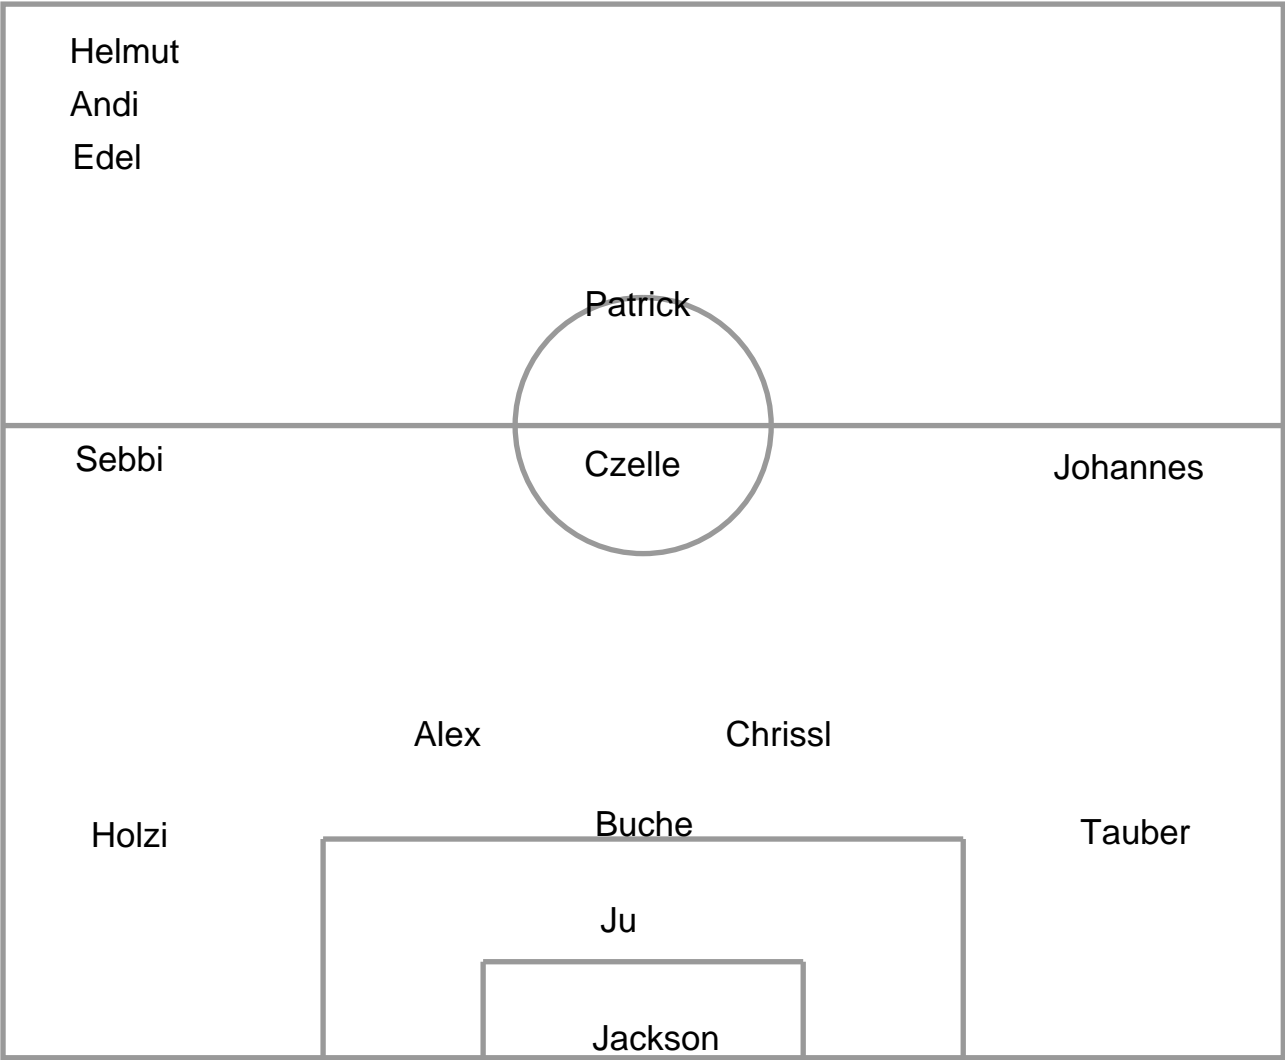 Helmut
Andi
Edel
Patrick
Sebbi
Czelle
Johannes
Alex
Chrissl
Buche
Holzi
Tauber
Ju
Jackson